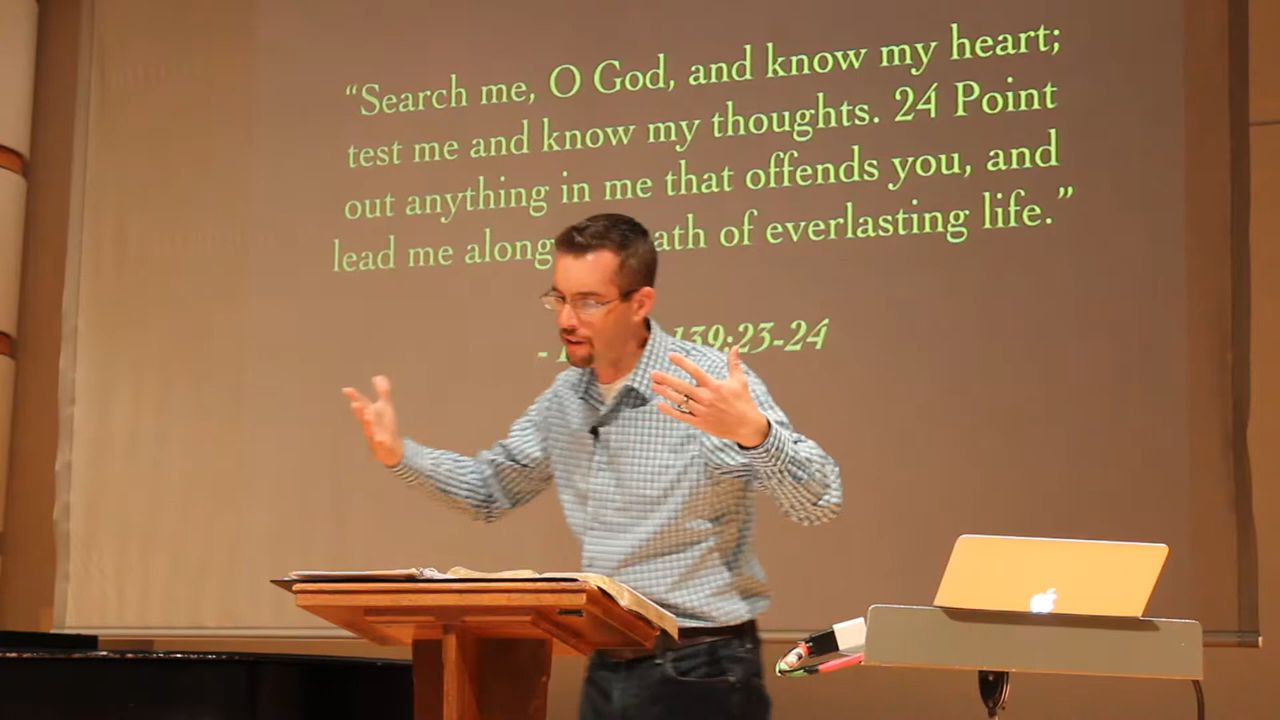 “Search me, O God, and know my heart;
test me and know my thoughts. 24 Point
out anything in me that offends you, and
lead me along ath of everlasting life.”
- 139:23-24